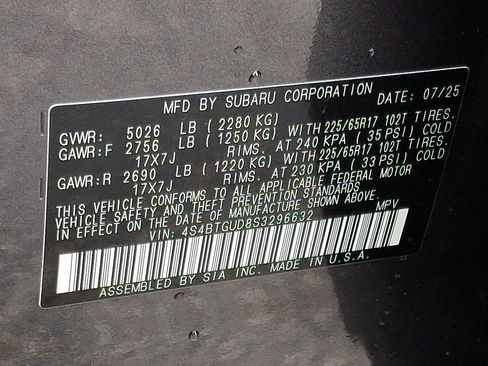 MFD BY SUBARU CORPORATION DATE: 07/25
GVWR: 5026 LB (2280 KG)
GAWR:F 2756 LB (1250 KG) WITH 225/65R17 102T TIRES.
17X7J RIMS. AT 240 KPA (35 PSI) COLD
GAWR:R 2690 LB (1220 KG) WITH 225/65R17 102T TIRES.
17X7J RIMS. AT 230 KPA (33 PSI) COLD
THIS VEHICLE CONFORMS TO ALL APPLICABLE FEDERAL MOTOR
VEHICLE SAFETY AND THEFT PREVENTION STANDARDS
IN EFFECT ON THE DATE OF MANUFACTURE SHOWN ABOVE.
VIN: 4S4BTGUD8S3296632 MPV
ASSEMBLED BY SIA INC. MADE IN U.S.A.